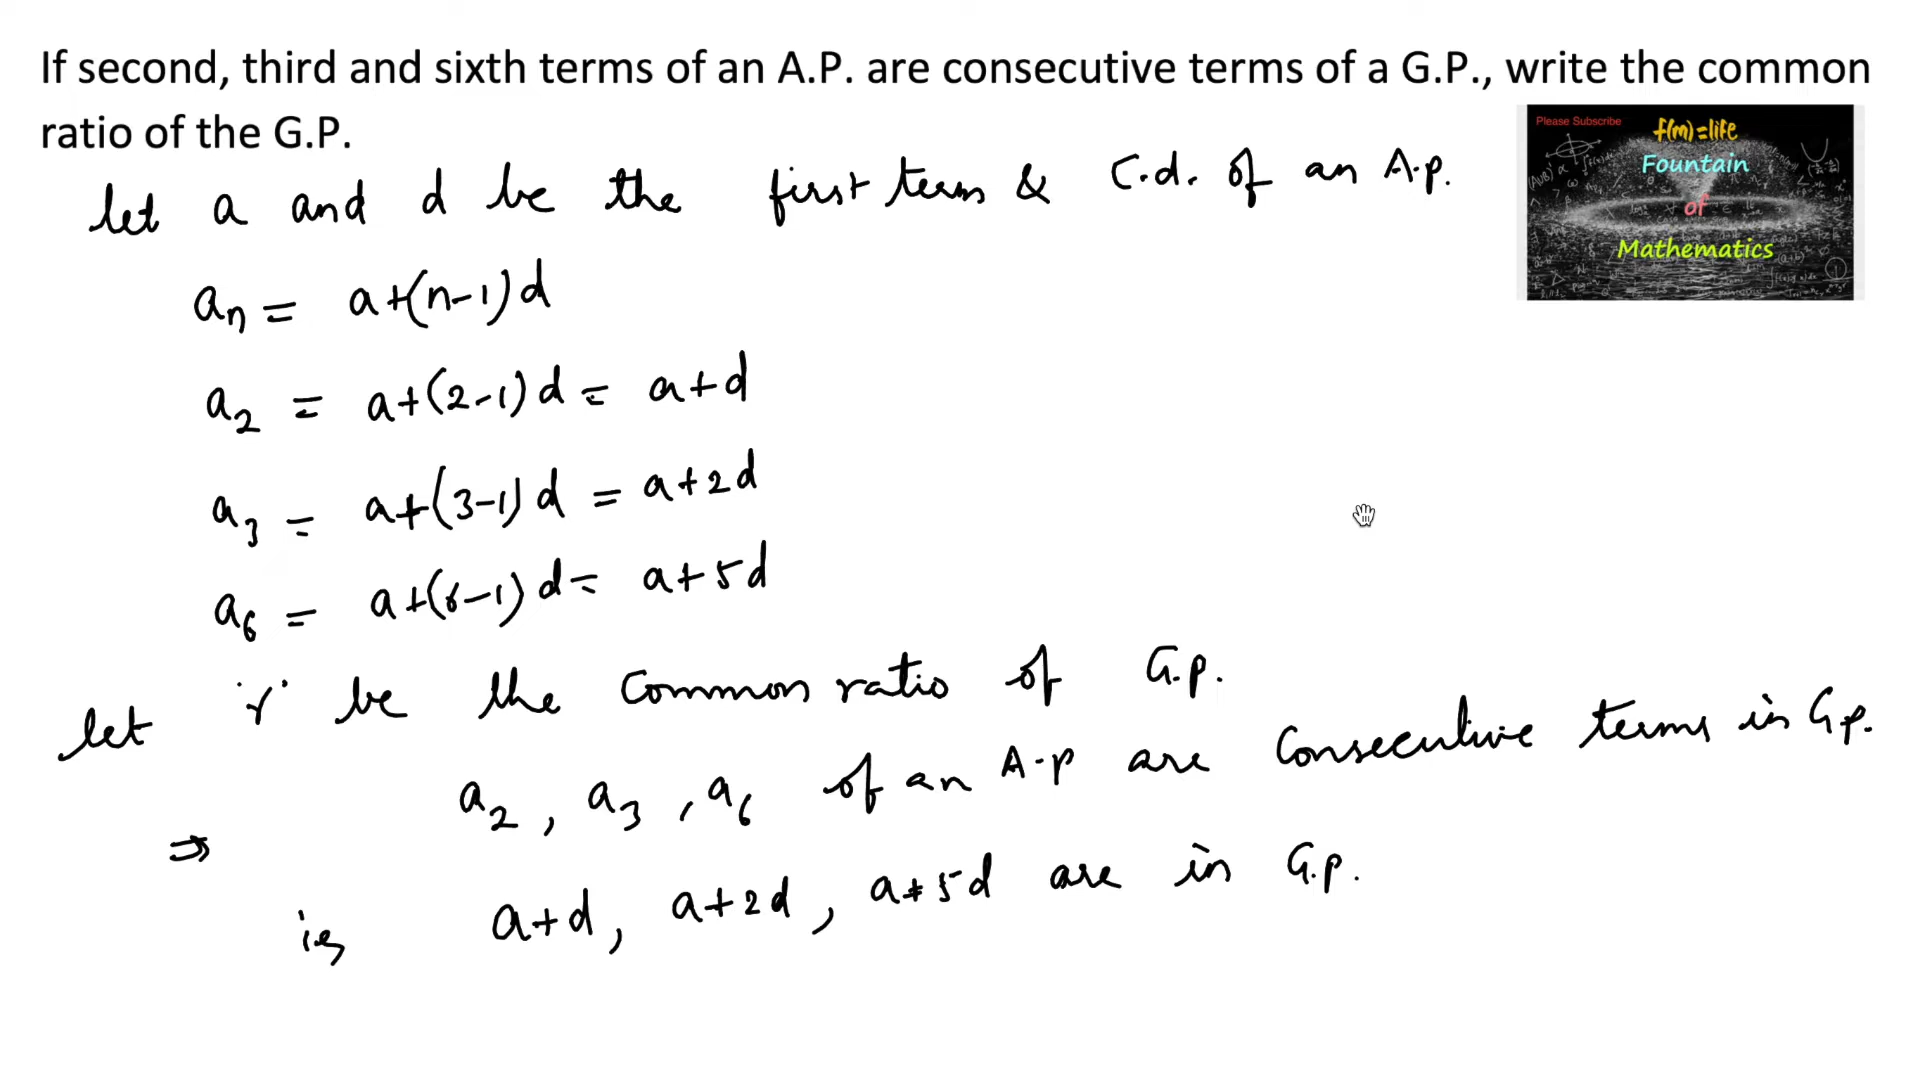 If second, third and sixth terms of an A.P. are consecutive terms of a G.P., write the common
ratio of the G.P.
Please Subscribe
f(m)=life
Fountain
of
Mathematics
let a and d be the first term & C.d. of an A.p.
aₙ = a+(n-1)d
a₂ = a+(2-1)d = a+d
a₃ = a+(3-1)d = a+2d
a₆ = a+(6-1)d = a+5d
let 'r' be the Common ratio of G.p.
⇒ a₂, a₃, a₆ of an A.p are Consecutive terms in G.p.
ie, a+d, a+2d, a+5d are in G.p.